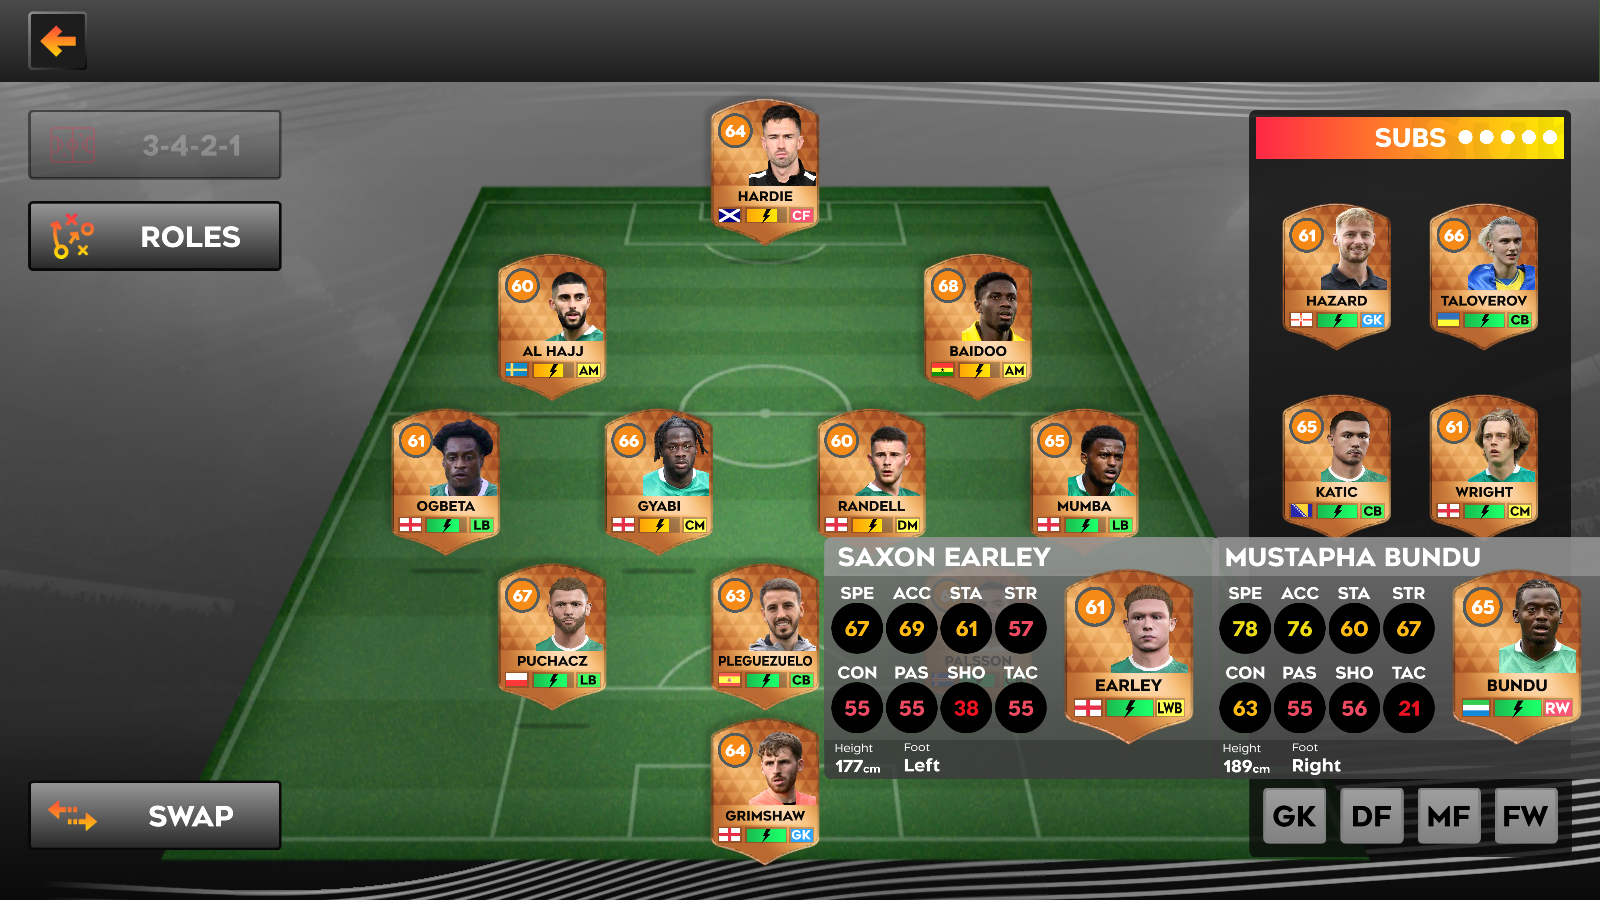 3-4-2-1
ROLES
SUBS
64
HARDIE
CF
60
AL HAJJ
AM
68
BAIDOO
AM
61
HAZARD
GK
66
TALOVEROV
CB
61
OGBETA
LB
66
GYABI
CM
60
RANDELL
DM
65
MUMBA
LB
65
KATIC
CB
61
WRIGHT
CM
67
PUCHACZ
LB
63
PLEGUEZUELO
CB
PALSSON
SAXON EARLEY
SPE ACC STA STR
67 69 61 57
CON PAS SHO TAC
55 55 38 55
Height Foot
177cm Left
61
EARLEY
LWB
MUSTAPHA BUNDU
SPE ACC STA STR
78 76 60 67
CON PAS SHO TAC
63 55 56 21
Height Foot
189cm Right
65
BUNDU
RW
64
GRIMSHAW
GK
SWAP
GK DF MF FW